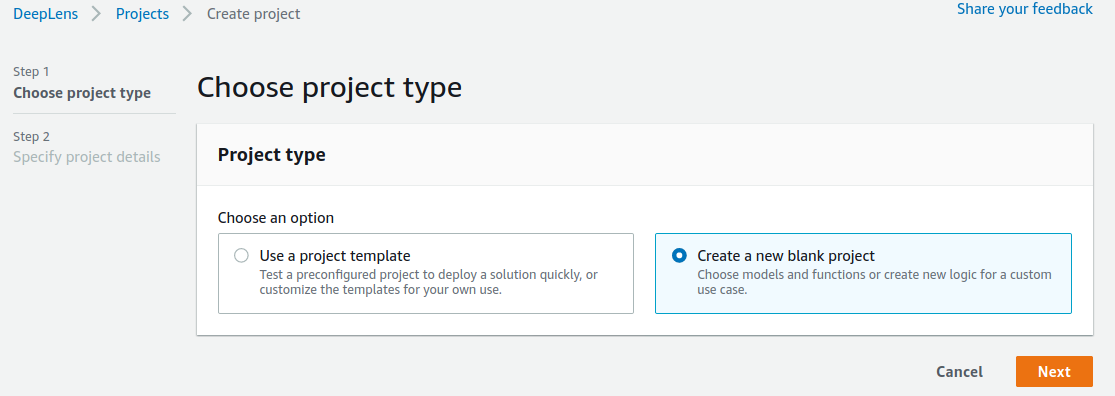 DeepLens > Projects > Create project
Share your feedback
Step 1
Choose project type
Step 2
Specify project details
Choose project type
Project type
Choose an option
Use a project template
Test a preconfigured project to deploy a solution quickly, or
customize the templates for your own use.
Create a new blank project
Choose models and functions or create new logic for a custom
use case.
Cancel
Next